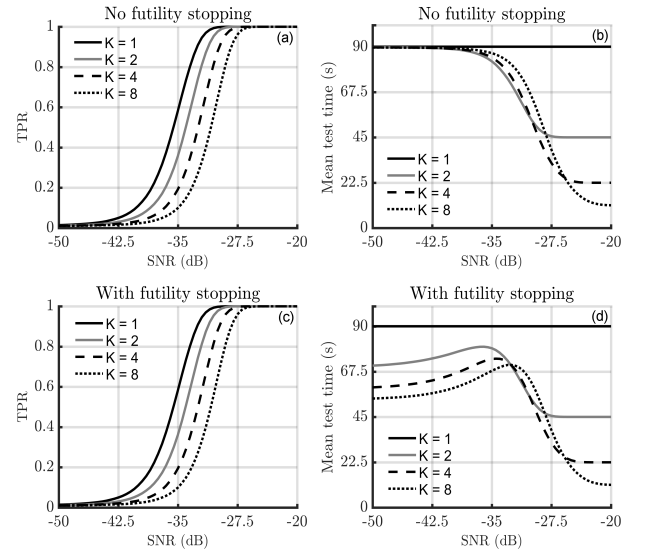 No futility stopping
(a)
K = 1
K = 2
K = 4
K = 8
TPR
1
0.8
0.6
0.4
0.2
0
-50 -42.5 -35 -27.5 -20
SNR (dB)
No futility stopping
(b)
Mean test time (s)
90
67.5
45
22.5
0
K = 1
K = 2
K = 4
K = 8
-50 -42.5 -35 -27.5 -20
SNR (dB)
With futility stopping
(c)
K = 1
K = 2
K = 4
K = 8
TPR
1
0.8
0.6
0.4
0.2
0
-50 -42.5 -35 -27.5 -20
SNR (dB)
With futility stopping
(d)
Mean test time (s)
90
67.5
45
22.5
0
K = 1
K = 2
K = 4
K = 8
-50 -42.5 -35 -27.5 -20
SNR (dB)